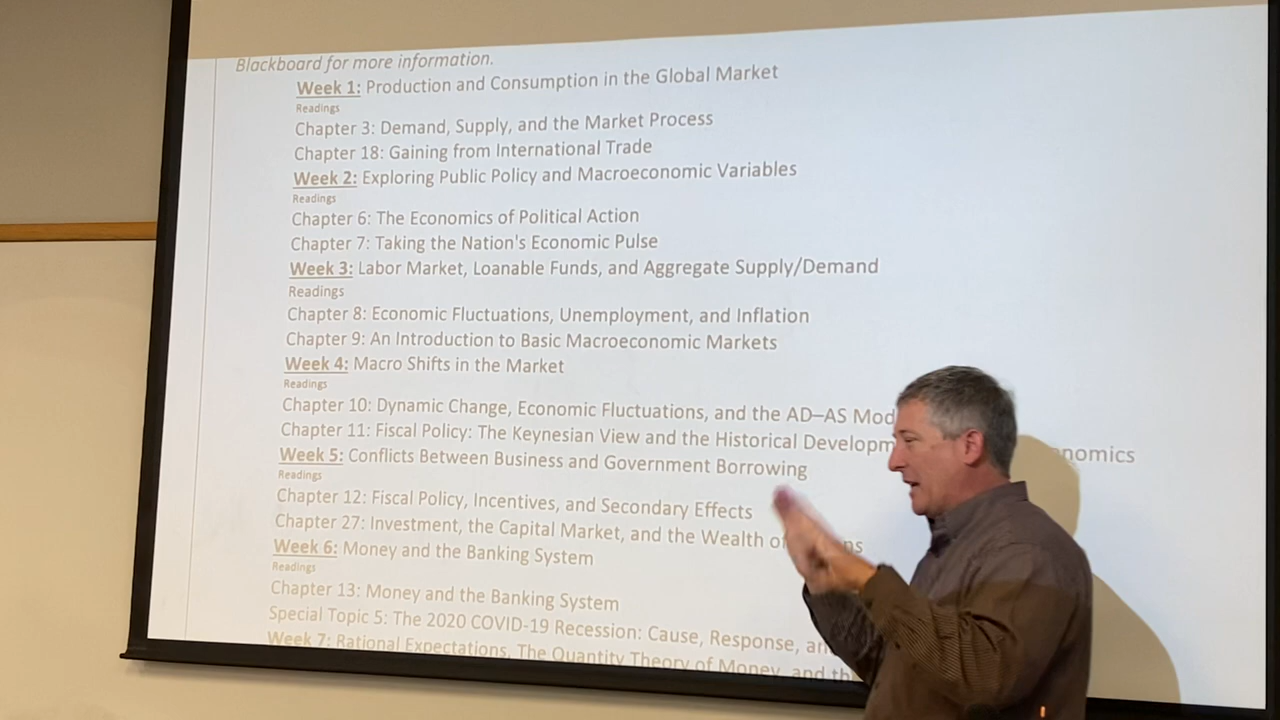 Blackboard for more information.
Week 1: Production and Consumption in the Global Market
Readings
Chapter 3: Demand, Supply, and the Market Process
Chapter 18: Gaining from International Trade
Week 2: Exploring Public Policy and Macroeconomic Variables
Readings
Chapter 6: The Economics of Political Action
Chapter 7: Taking the Nation's Economic Pulse
Week 3: Labor Market, Loanable Funds, and Aggregate Supply/Demand
Readings
Chapter 8: Economic Fluctuations, Unemployment, and Inflation
Chapter 9: An Introduction to Basic Macroeconomic Markets
Week 4: Macro Shifts in the Market
Readings
Chapter 10: Dynamic Change, Economic Fluctuations, and the AD–AS
Chapter 11: Fiscal Policy: The Keynesian View and the Historical
Week 5: Conflicts Between Business and Government Borrowing
Readings
Chapter 12: Fiscal Policy, Incentives, and Secondary Effects
Chapter 27: Investment, the Capital Market, and the Wealth
Week 6: Money and the Banking System
Readings
Chapter 13: Money and the Banking System
Special Topic 5: The 2020 COVID-19 Recession: Cause, Response,
Week 7: Rational Expectations, The Quantity Theory of Money, and